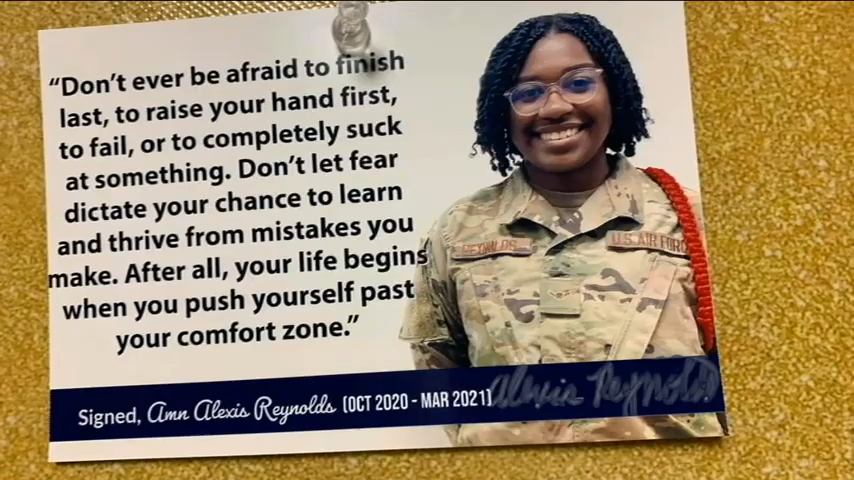 “Don’t ever be afraid to finish
last, to raise your hand first,
to fail, or to completely suck
at something. Don’t let fear
dictate your chance to learn
and thrive from mistakes you
make. After all, your life begins
when you push yourself past
your comfort zone.”
REYNOLDS
U.S. AIR FORC
Signed, Amn Alexis Reynolds (OCT 2020 - MAR 2021)
Alexis Reynolds